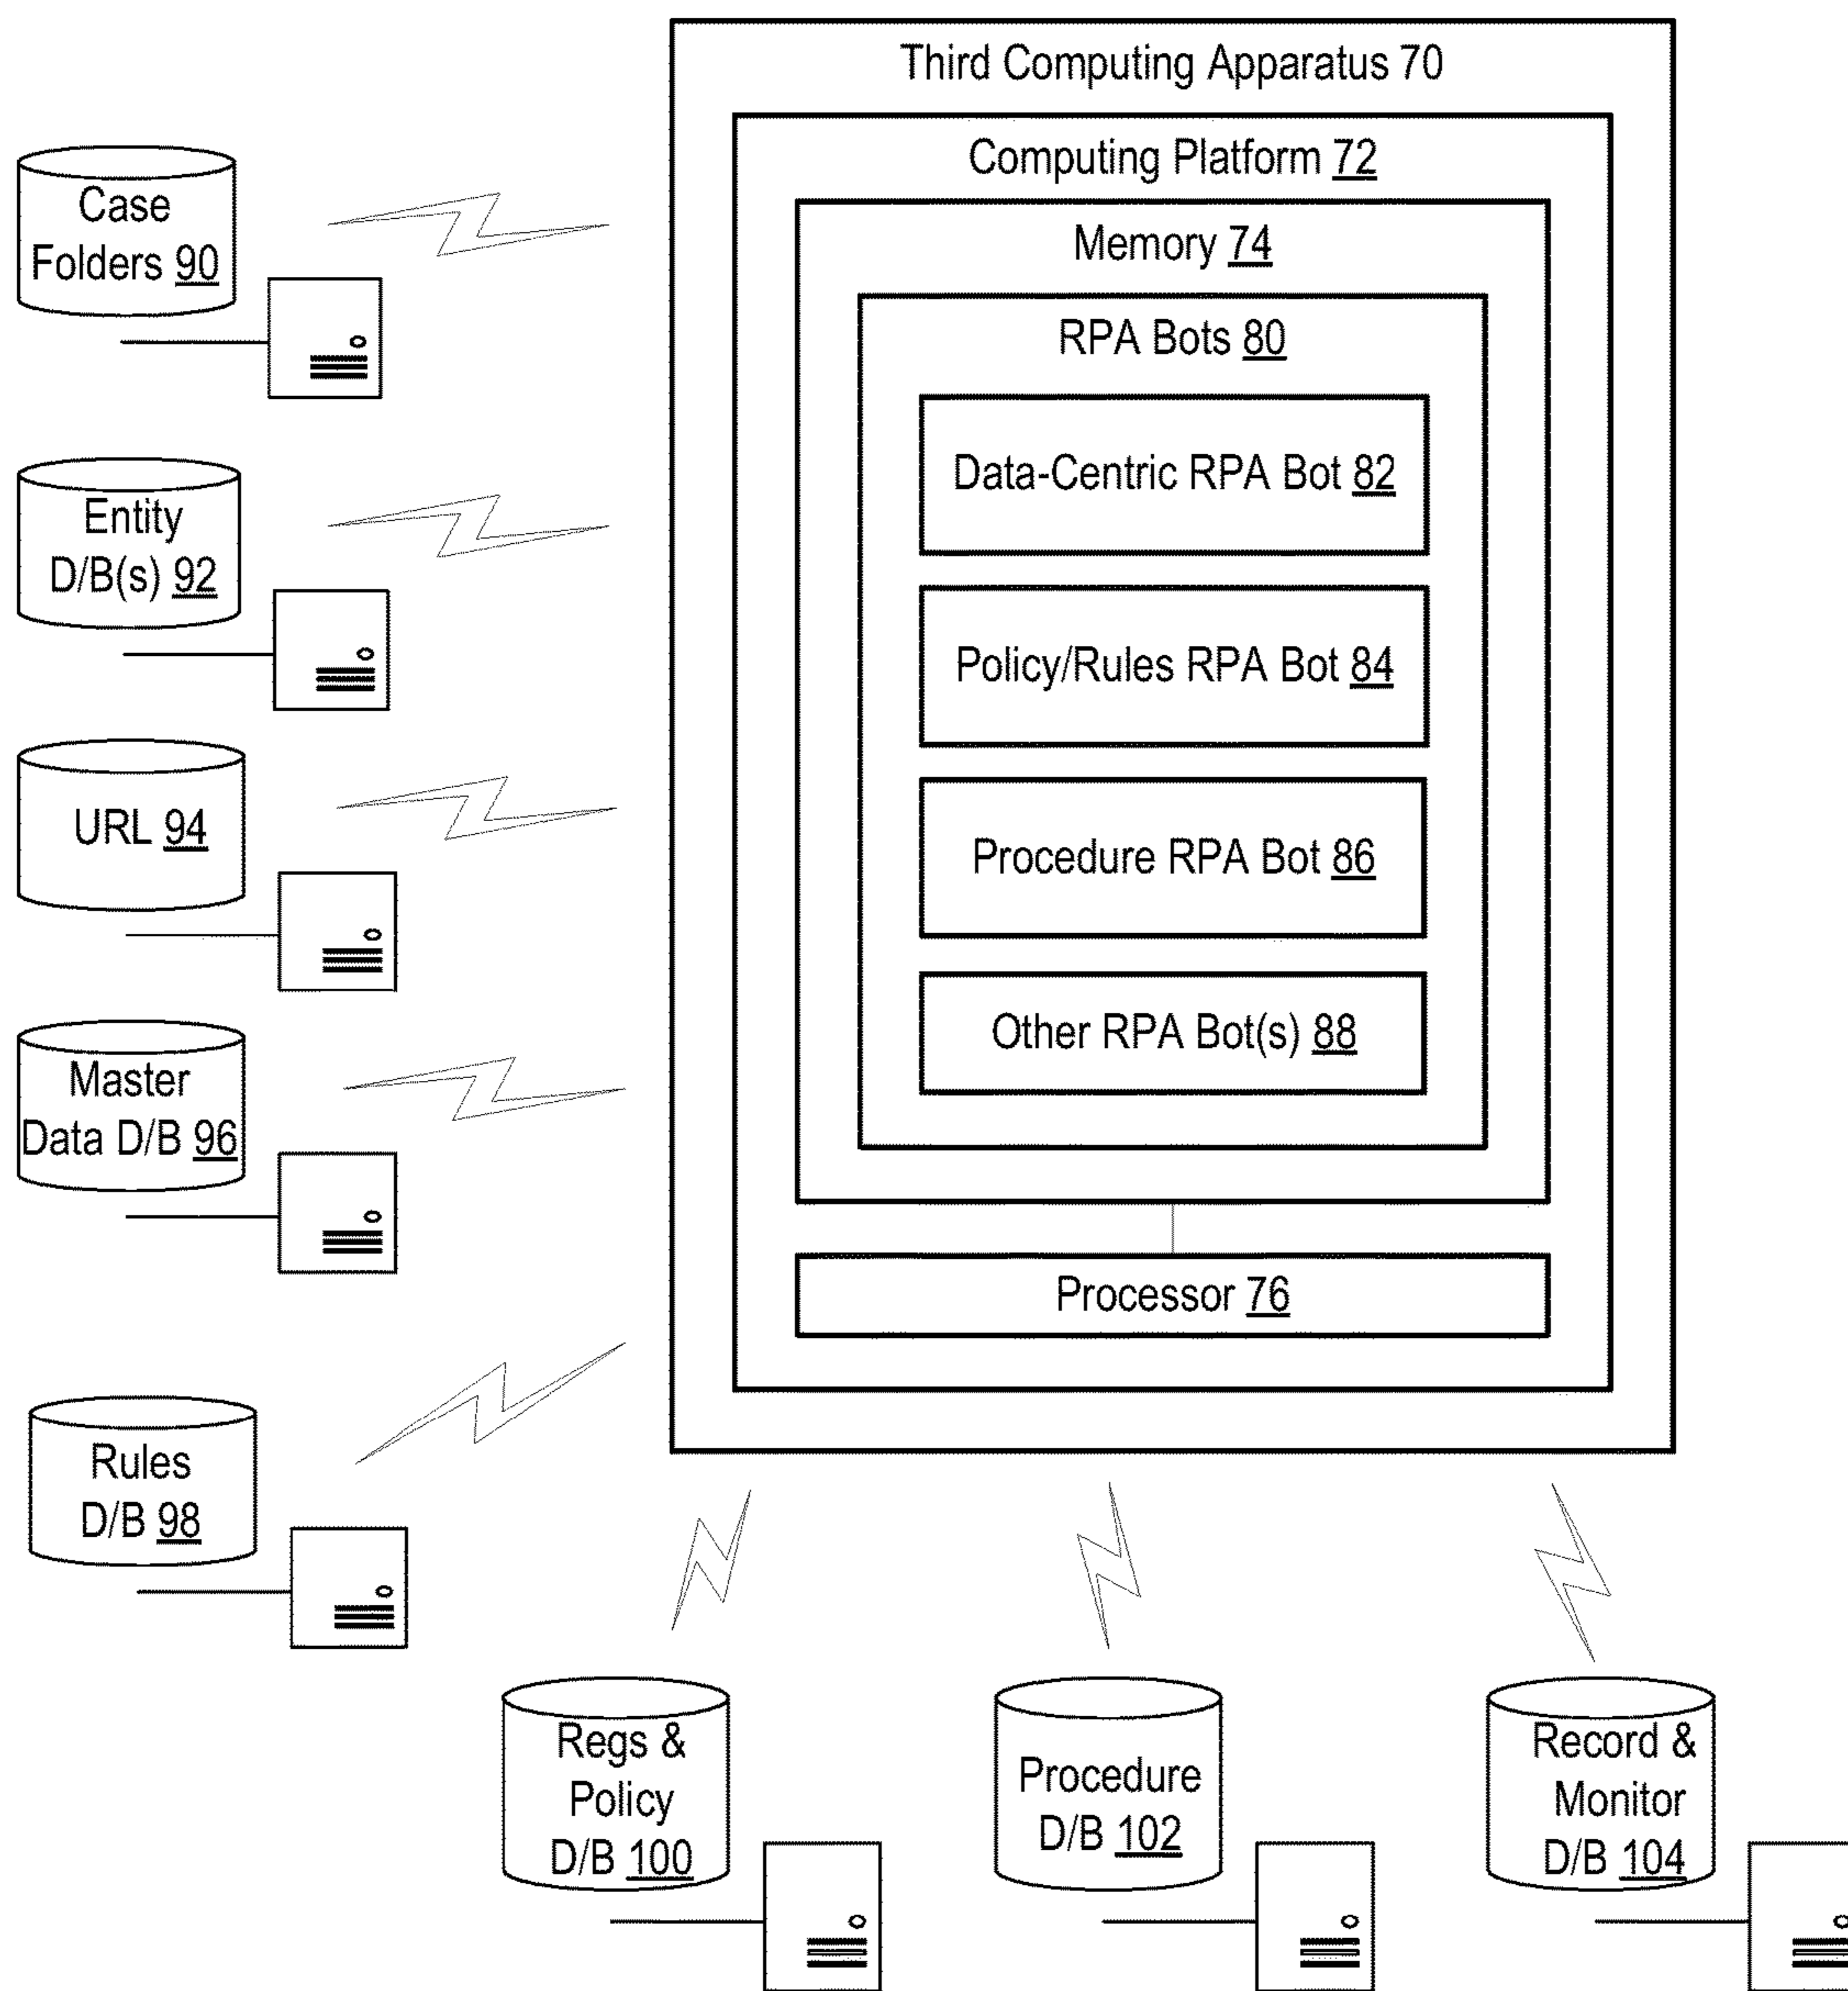 Third Computing Apparatus 70
Computing Platform 72
Memory 74
RPA Bots 80
Data-Centric RPA Bot 82
Policy/Rules RPA Bot 84
Procedure RPA Bot 86
Other RPA Bot(s) 88
Processor 76
Case
Folders 90
Entity
D/B(s) 92
URL 94
Master
Data D/B 96
Rules
D/B 98
Regs &
Policy
D/B 100
Procedure
D/B 102
Record &
Monitor
D/B 104